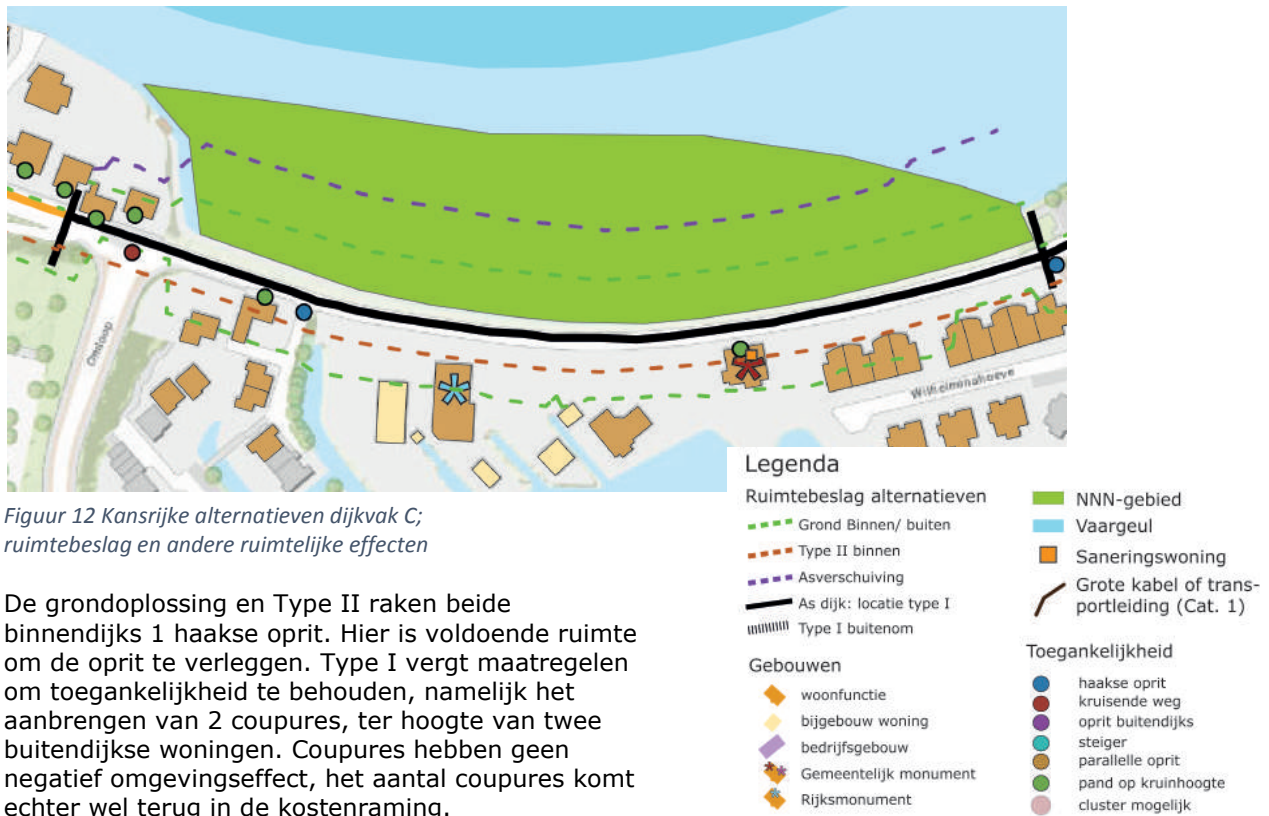 Omloop
Wilhelminahoeve
Figuur 12 Kansrijke alternatieven dijkvak C;
ruimtebeslag en andere ruimtelijke effecten
De grondoplossing en Type II raken beide
binnendijks 1 haakse oprit. Hier is voldoende ruimte
om de oprit te verleggen. Type I vergt maatregelen
om toegankelijkheid te behouden, namelijk het
aanbrengen van 2 coupures, ter hoogte van twee
buitendijkse woningen. Coupures hebben geen
negatief omgevingseffect, het aantal coupures komt
echter wel terug in de kostenraming.
Legenda
Ruimtebeslag alternatieven
Grond Binnen/ buiten
Type II binnen
Asverschuiving
As dijk: locatie type I
Type I buitenom
Gebouwen
woonfunctie
bijgebouw woning
bedrijfsgebouw
Gemeentelijk monument
Rijksmonument
NNN-gebied
Vaargeul
Saneringswoning
Grote kabel of trans-
portleiding (Cat. 1)
Toegankelijkheid
haakse oprit
kruisende weg
oprit buitendijks
steiger
parallelle oprit
pand op kruinhoogte
cluster mogelijk